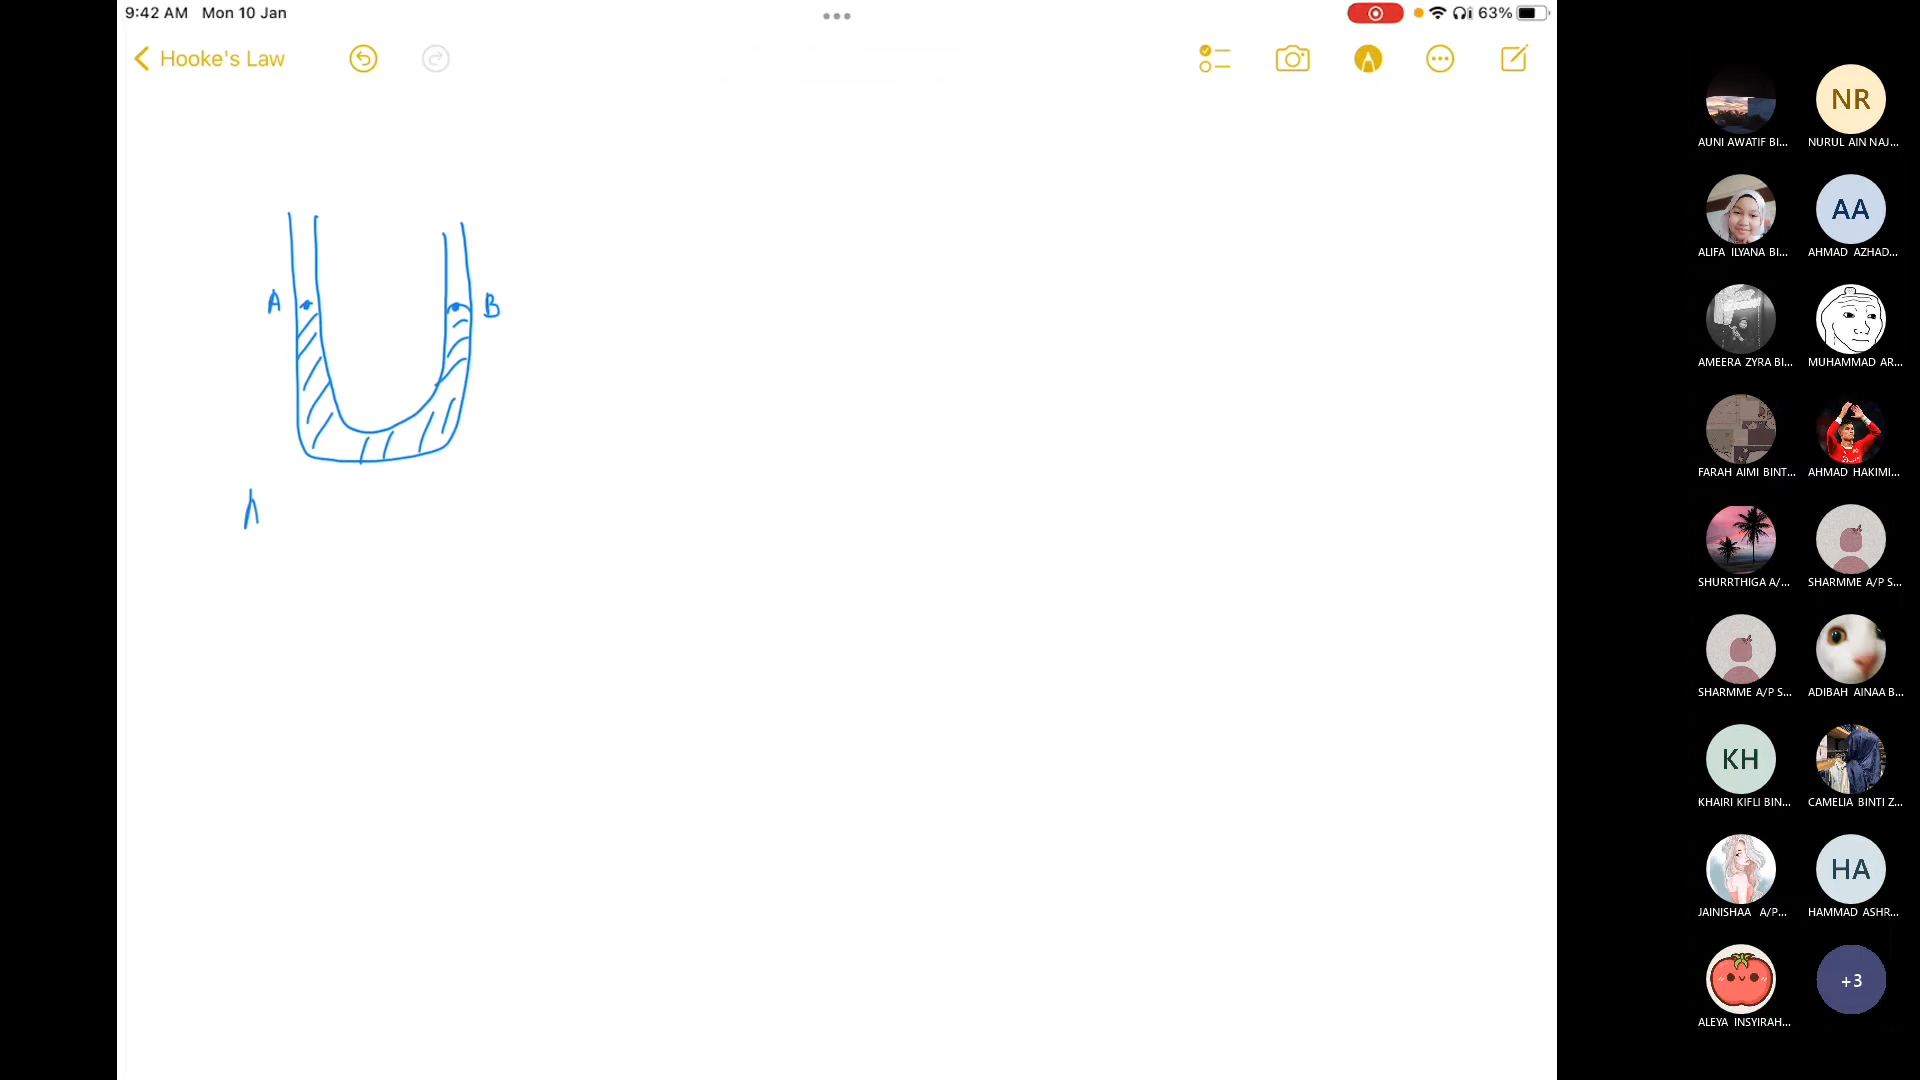 9:42 AM Mon 10 Jan
63%
Hooke's Law
A
B
NR
AUNI AWATIF BI...
NURUL AIN NAJ...
AA
ALIFA ILYANA BI...
AHMAD AZHAD...
AMEERA ZYRA BI...
MUHAMMAD AR...
FARAH AIMI BINT...
AHMAD HAKIMI...
SHURRTHIGA A/...
SHARMME A/P S...
SHARMME A/P S...
ADIBAH AINAA B...
KH
KHAIRI KIFLI BIN...
CAMELIA BINTI Z...
HA
JAINISHAA A/P...
HAMMAD ASHR...
+3
ALEYA INSYIRAH...